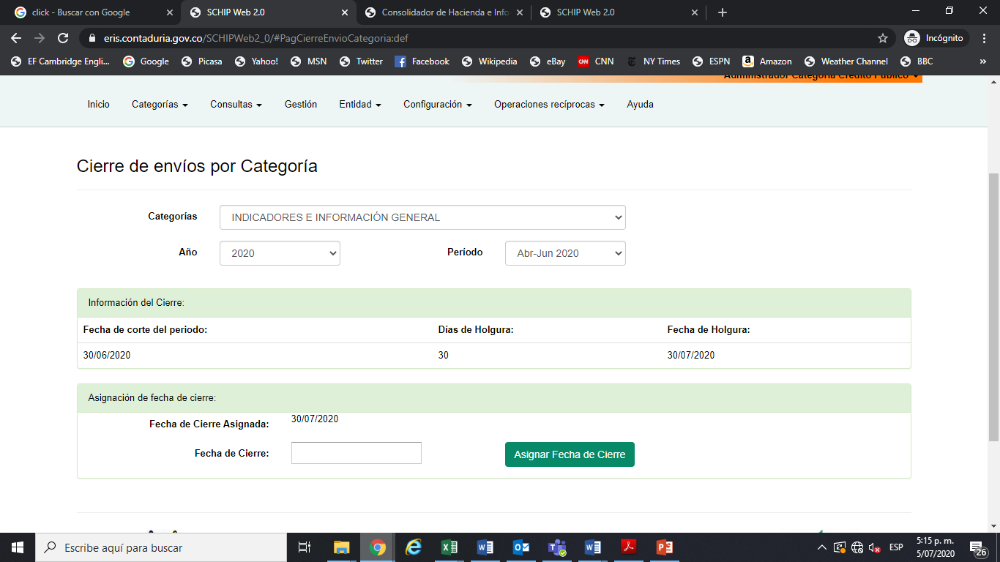 click - Buscar con Google
SCHIP Web 2.0
Consolidador de Hacienda e Info
SCHIP Web 2.0
eris.contaduria.gov.co/SCHIPWeb2_0/#PagCierreEnvioCategoria:def
Incógnito
EF Cambridge Engli... Google Picasa Yahoo! MSN Twitter Facebook Wikipedia eBay CNN NY Times ESPN Amazon Weather Channel BBC »
Administrador Categoría Crédito Público
Inicio Categorías Consultas Gestión Entidad Configuración Operaciones recíprocas Ayuda
Cierre de envíos por Categoría
Categorías INDICADORES E INFORMACIÓN GENERAL
Año 2020 Período Abr-Jun 2020
Información del Cierre:
Fecha de corte del periodo: Días de Holgura: Fecha de Holgura:
30/06/2020 30 30/07/2020
Asignación de fecha de cierre:
Fecha de Cierre Asignada: 30/07/2020
Fecha de Cierre: Asignar Fecha de Cierre
Escribe aquí para buscar
ESP
5:15 p. m.
5/07/2020
26